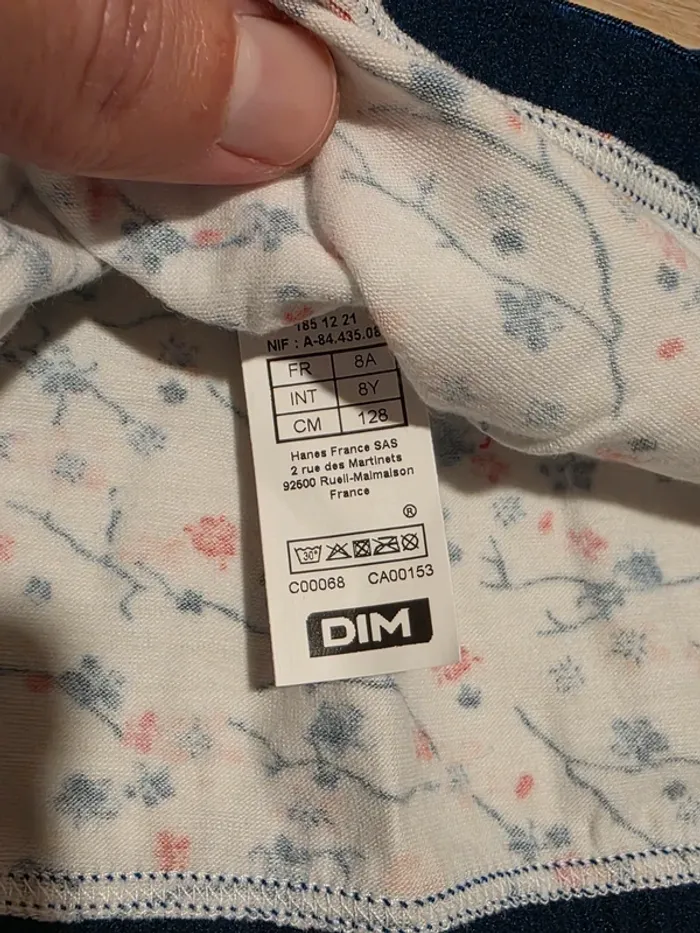 185 12 21
NIF : A-84.435.08
FR 8A
INT 8Y
CM 128
Hanes France SAS
2 rue des Martinets
92500 Rueil-Malmaison
France
®
30°
C00068 CA00153
DIM